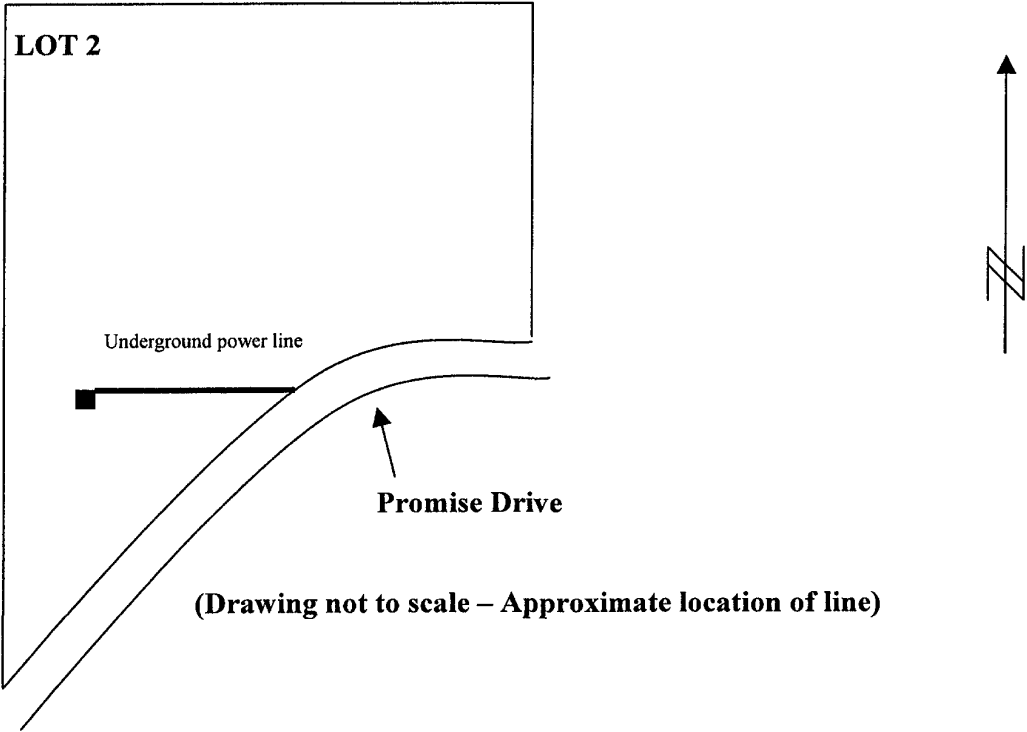 LOT 2
N
Underground power line
Promise Drive
(Drawing not to scale – Approximate location of line)